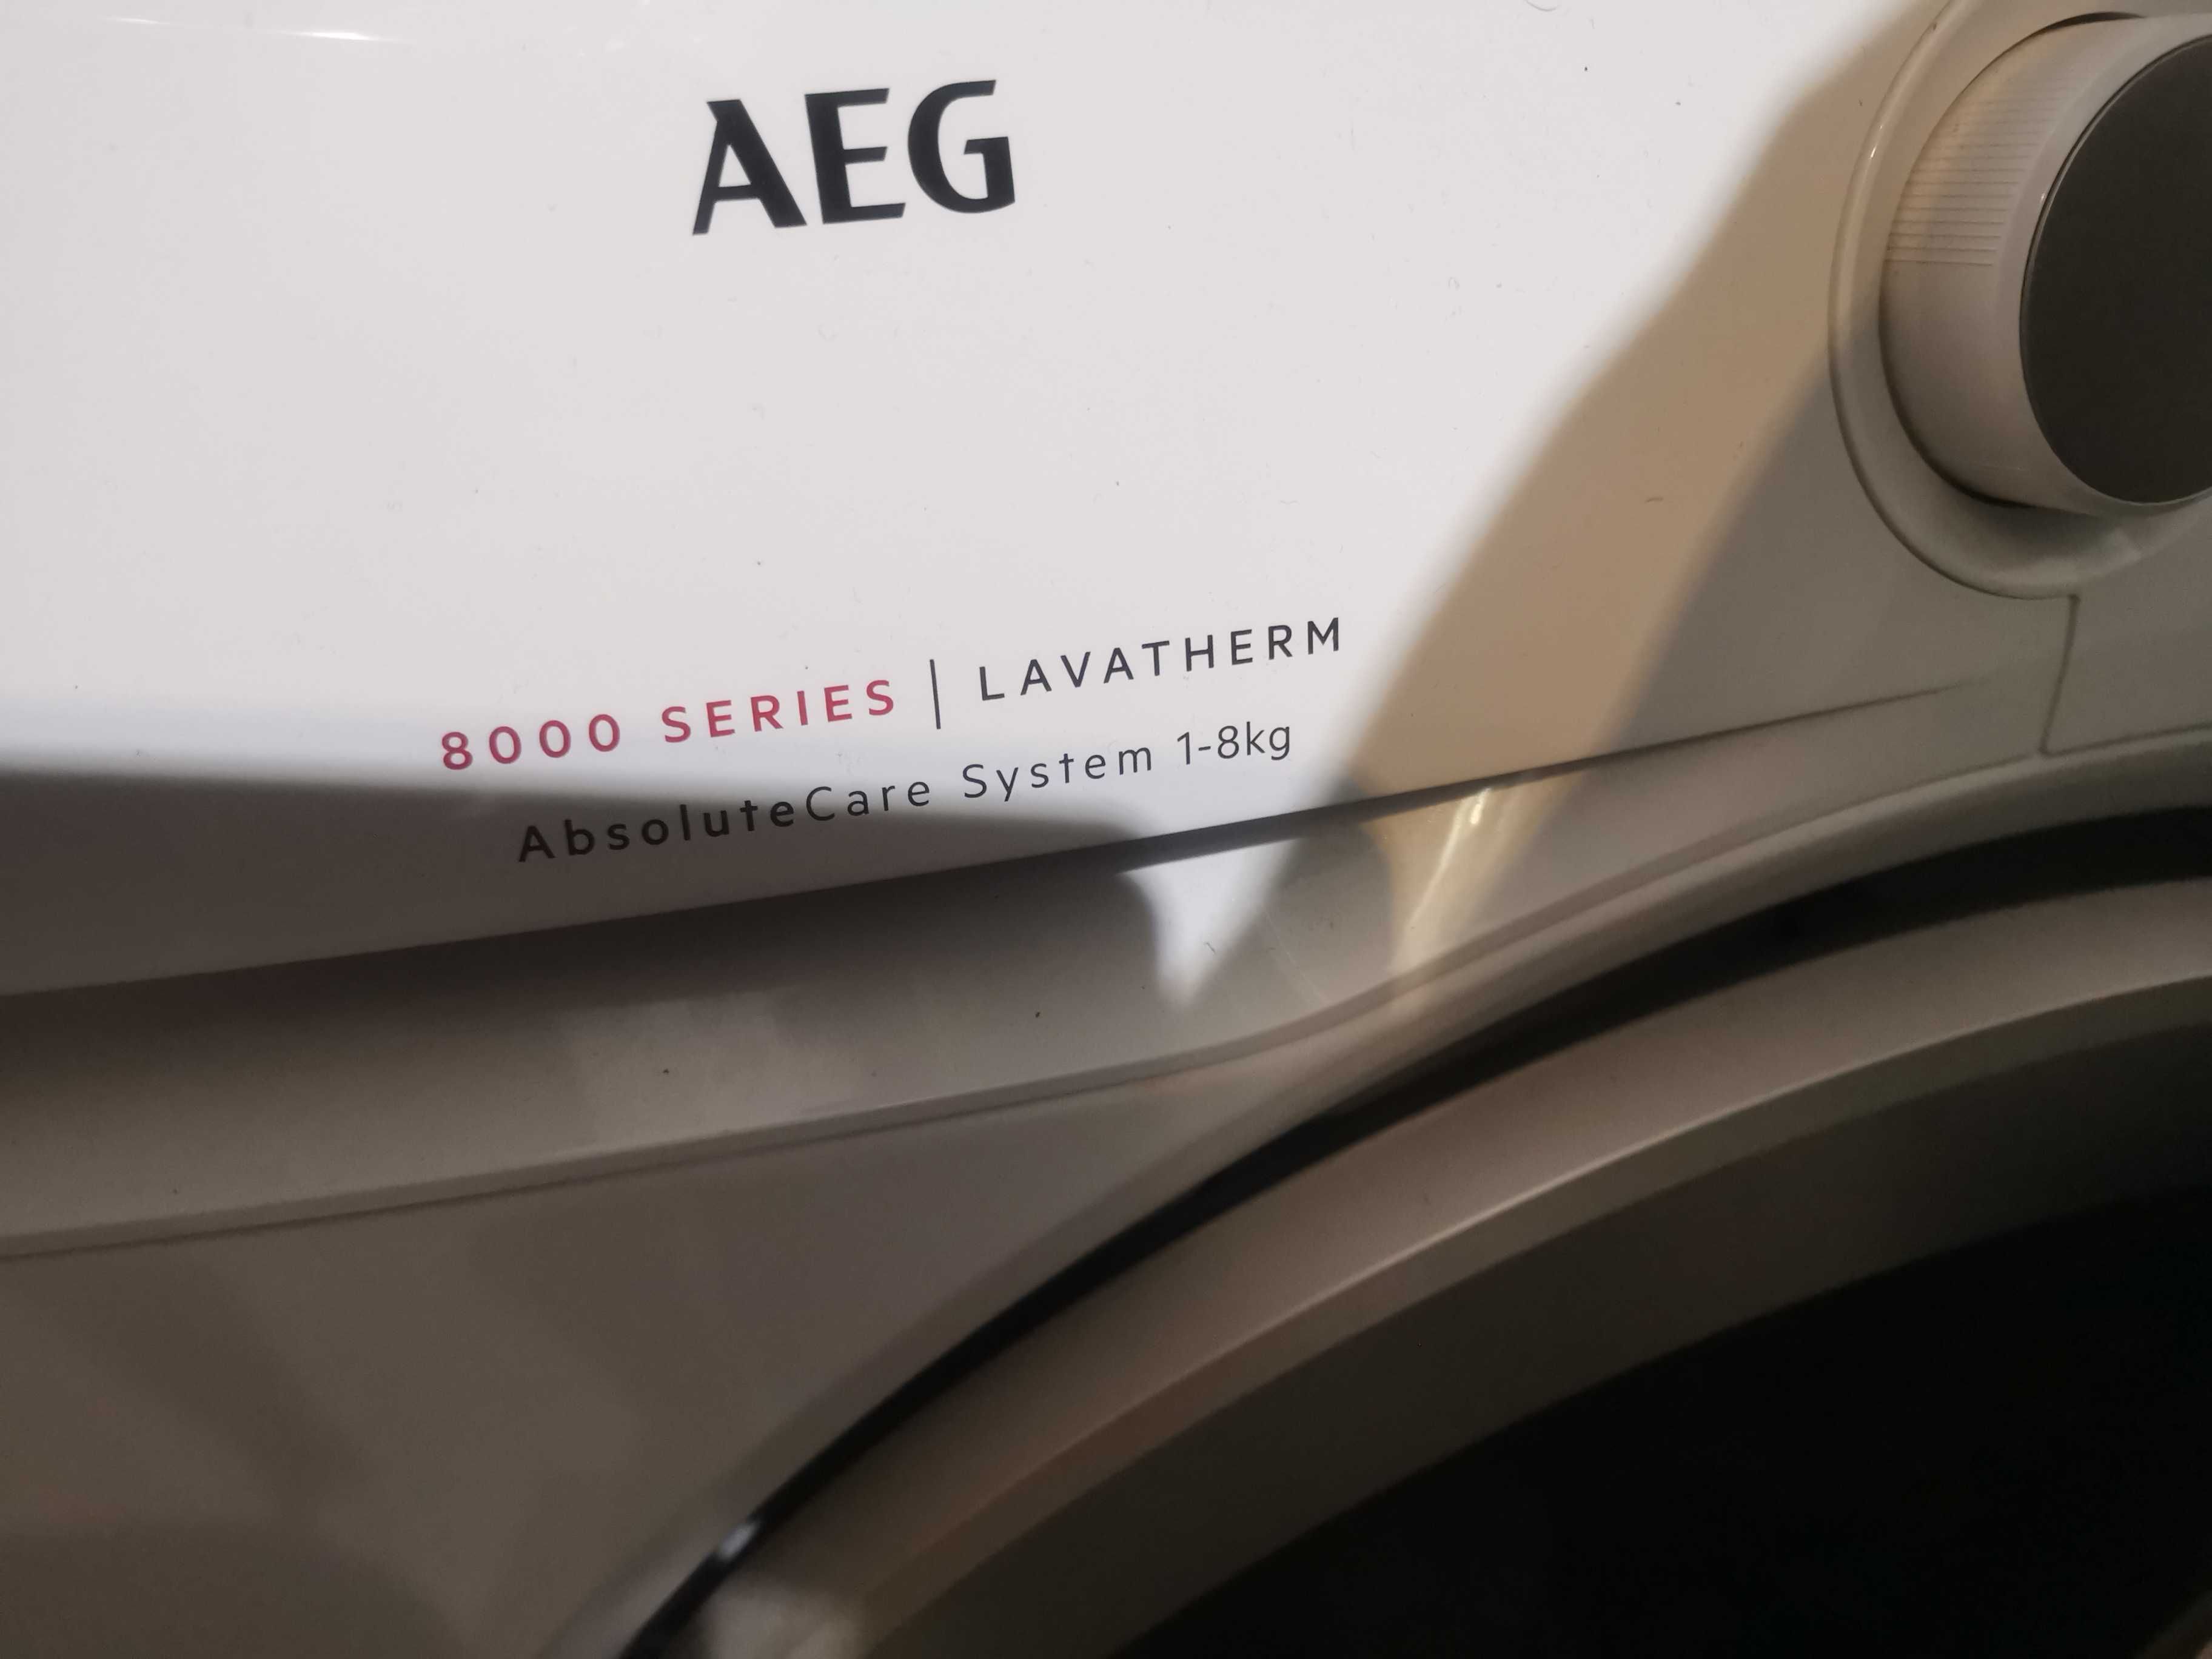 AEG
8000 SERIES | LAVATHERM
AbsoluteCare System 1-8kg